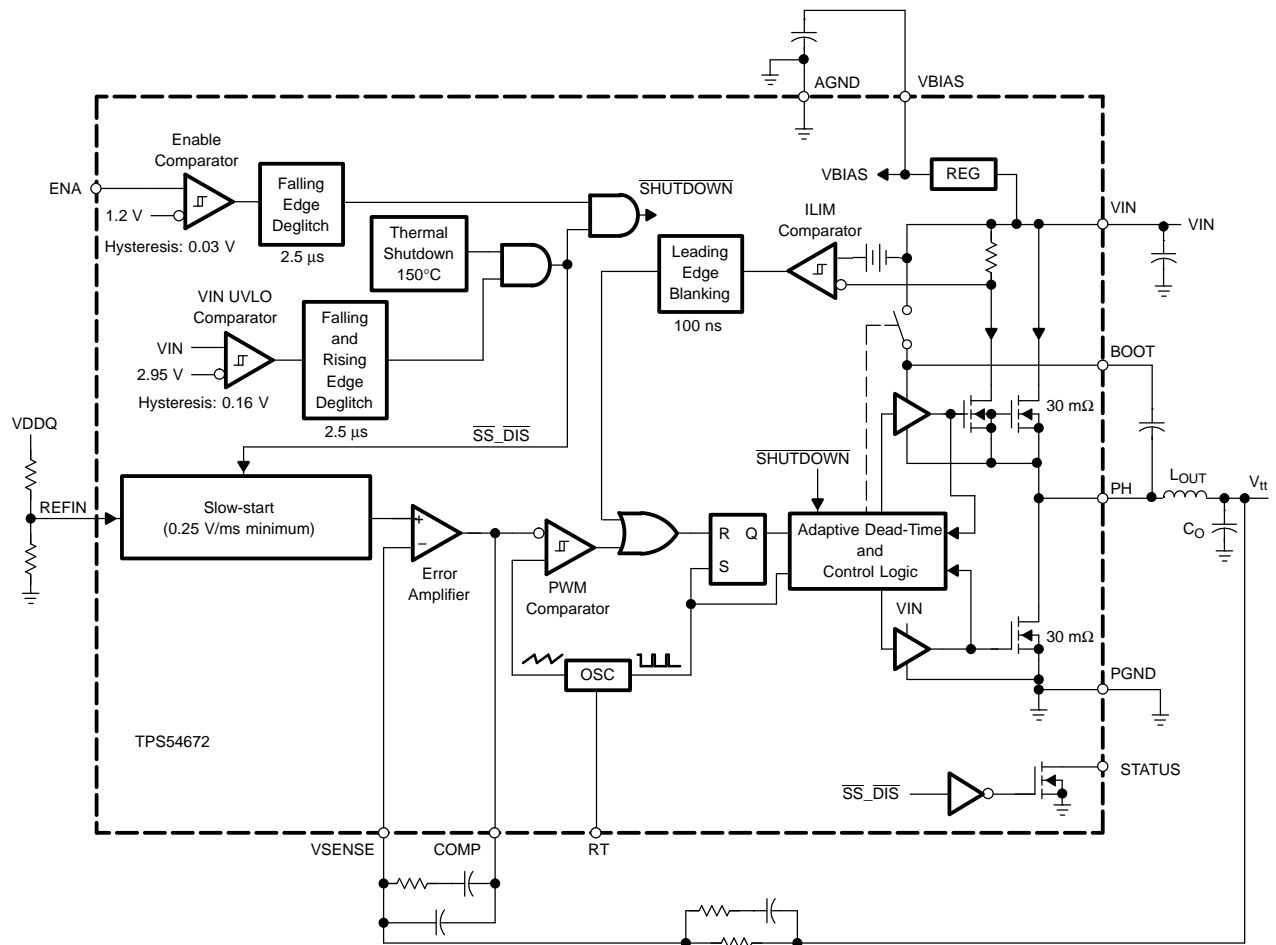 AGND
VBIAS
Enable
Comparator
ENA
1.2 V
Hysteresis: 0.03 V
Falling
Edge
Deglitch
2.5 μs
SHUTDOWN
VBIAS
REG
VIN
VIN
Thermal
Shutdown
150°C
Leading
Edge
Blanking
100 ns
ILIM
Comparator
VIN UVLO
Comparator
VIN
2.95 V
Hysteresis: 0.16 V
Falling
and
Rising
Edge
Deglitch
2.5 μs
BOOT
30 mΩ
VDDQ
SS_DIS
SHUTDOWN
REFIN
Slow-start
(0.25 V/ms minimum)
+
−
Error
Amplifier
PWM
Comparator
R Q
S
Adaptive Dead-Time
and
Control Logic
PH
LOUT
Vtt
CO
VIN
30 mΩ
OSC
PGND
TPS54672
SS_DIS
STATUS
VSENSE
COMP
RT